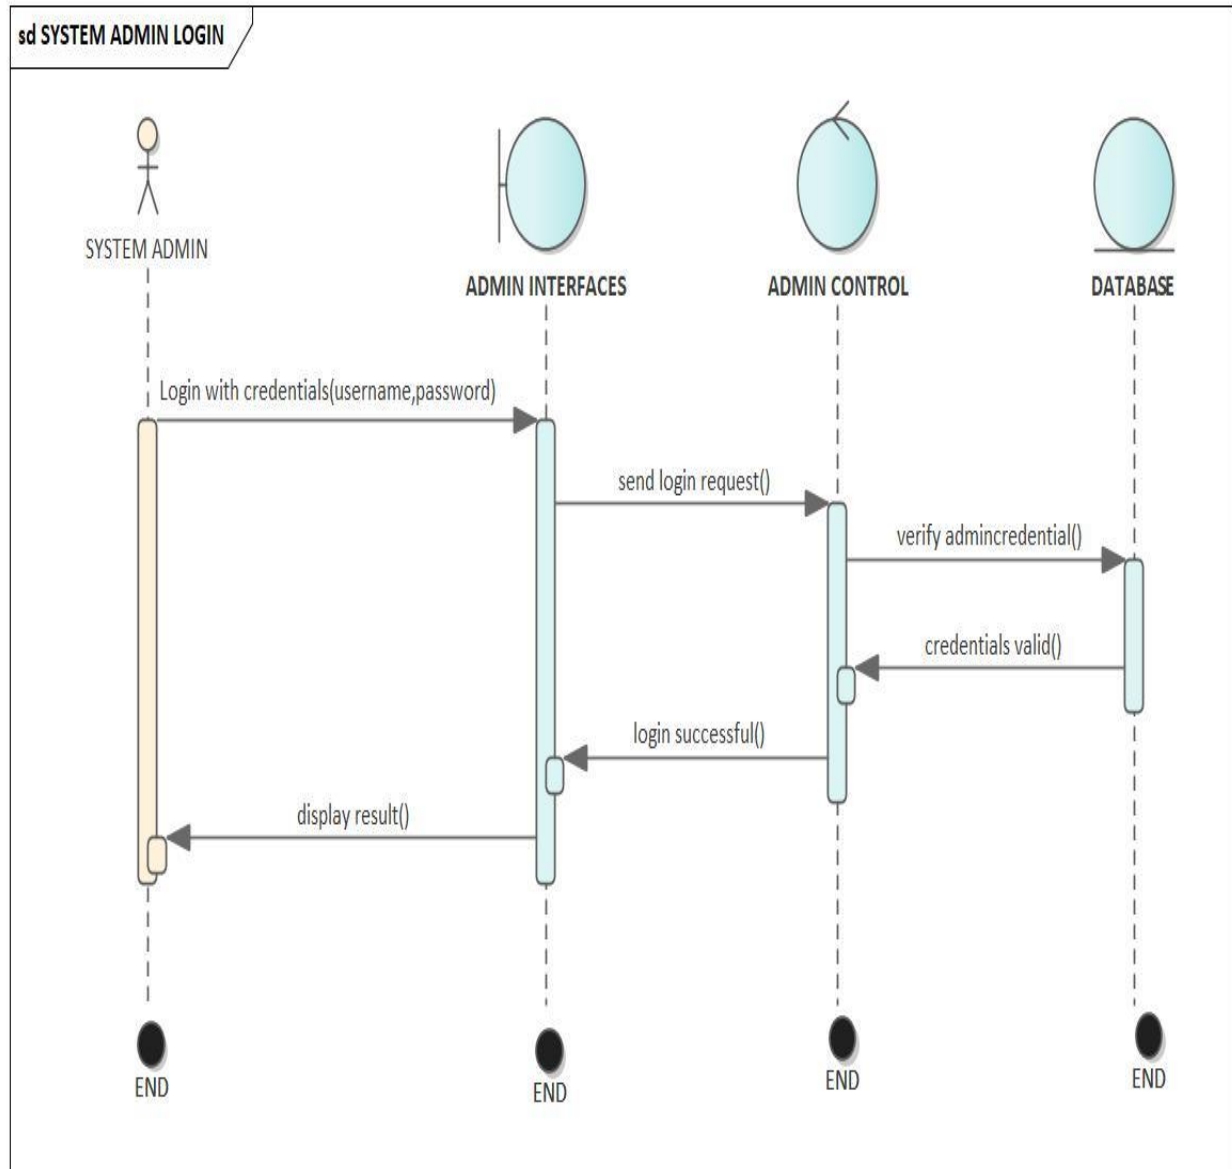 sd SYSTEM ADMIN LOGIN
SYSTEM ADMIN
ADMIN INTERFACES
ADMIN CONTROL
DATABASE
Login with credentials(username,password)
send login request()
verify admincredential()
credentials valid()
login successful()
display result()
END
END
END
END